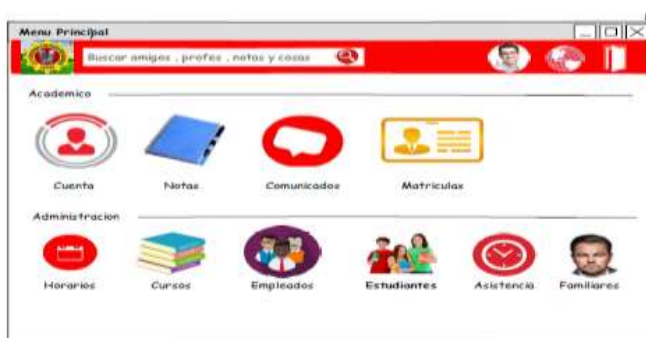 Menu Principal
Buscar amigos , profes , notas y cosas
Academico
Cuenta Notas Comunicados Matriculas
Administracion
Horarios Cursos Empleados Estudiantes Asistencia Familiares